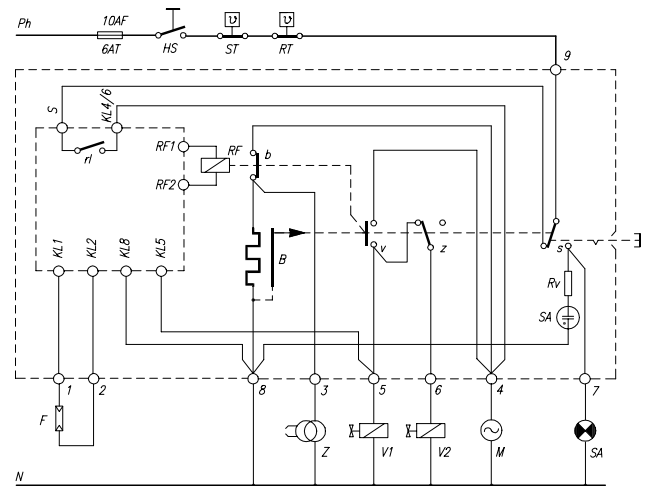 Ph
10AF
6AT
HS
υ
ST
υ
RT
9
S
KL4/6
rl
RF1
RF
RF2
b
KL1
KL2
KL8
KL5
B
v
z
s
Rv
SA
1
2
8
3
5
6
4
7
F
Z
V1
V2
M
SA
N